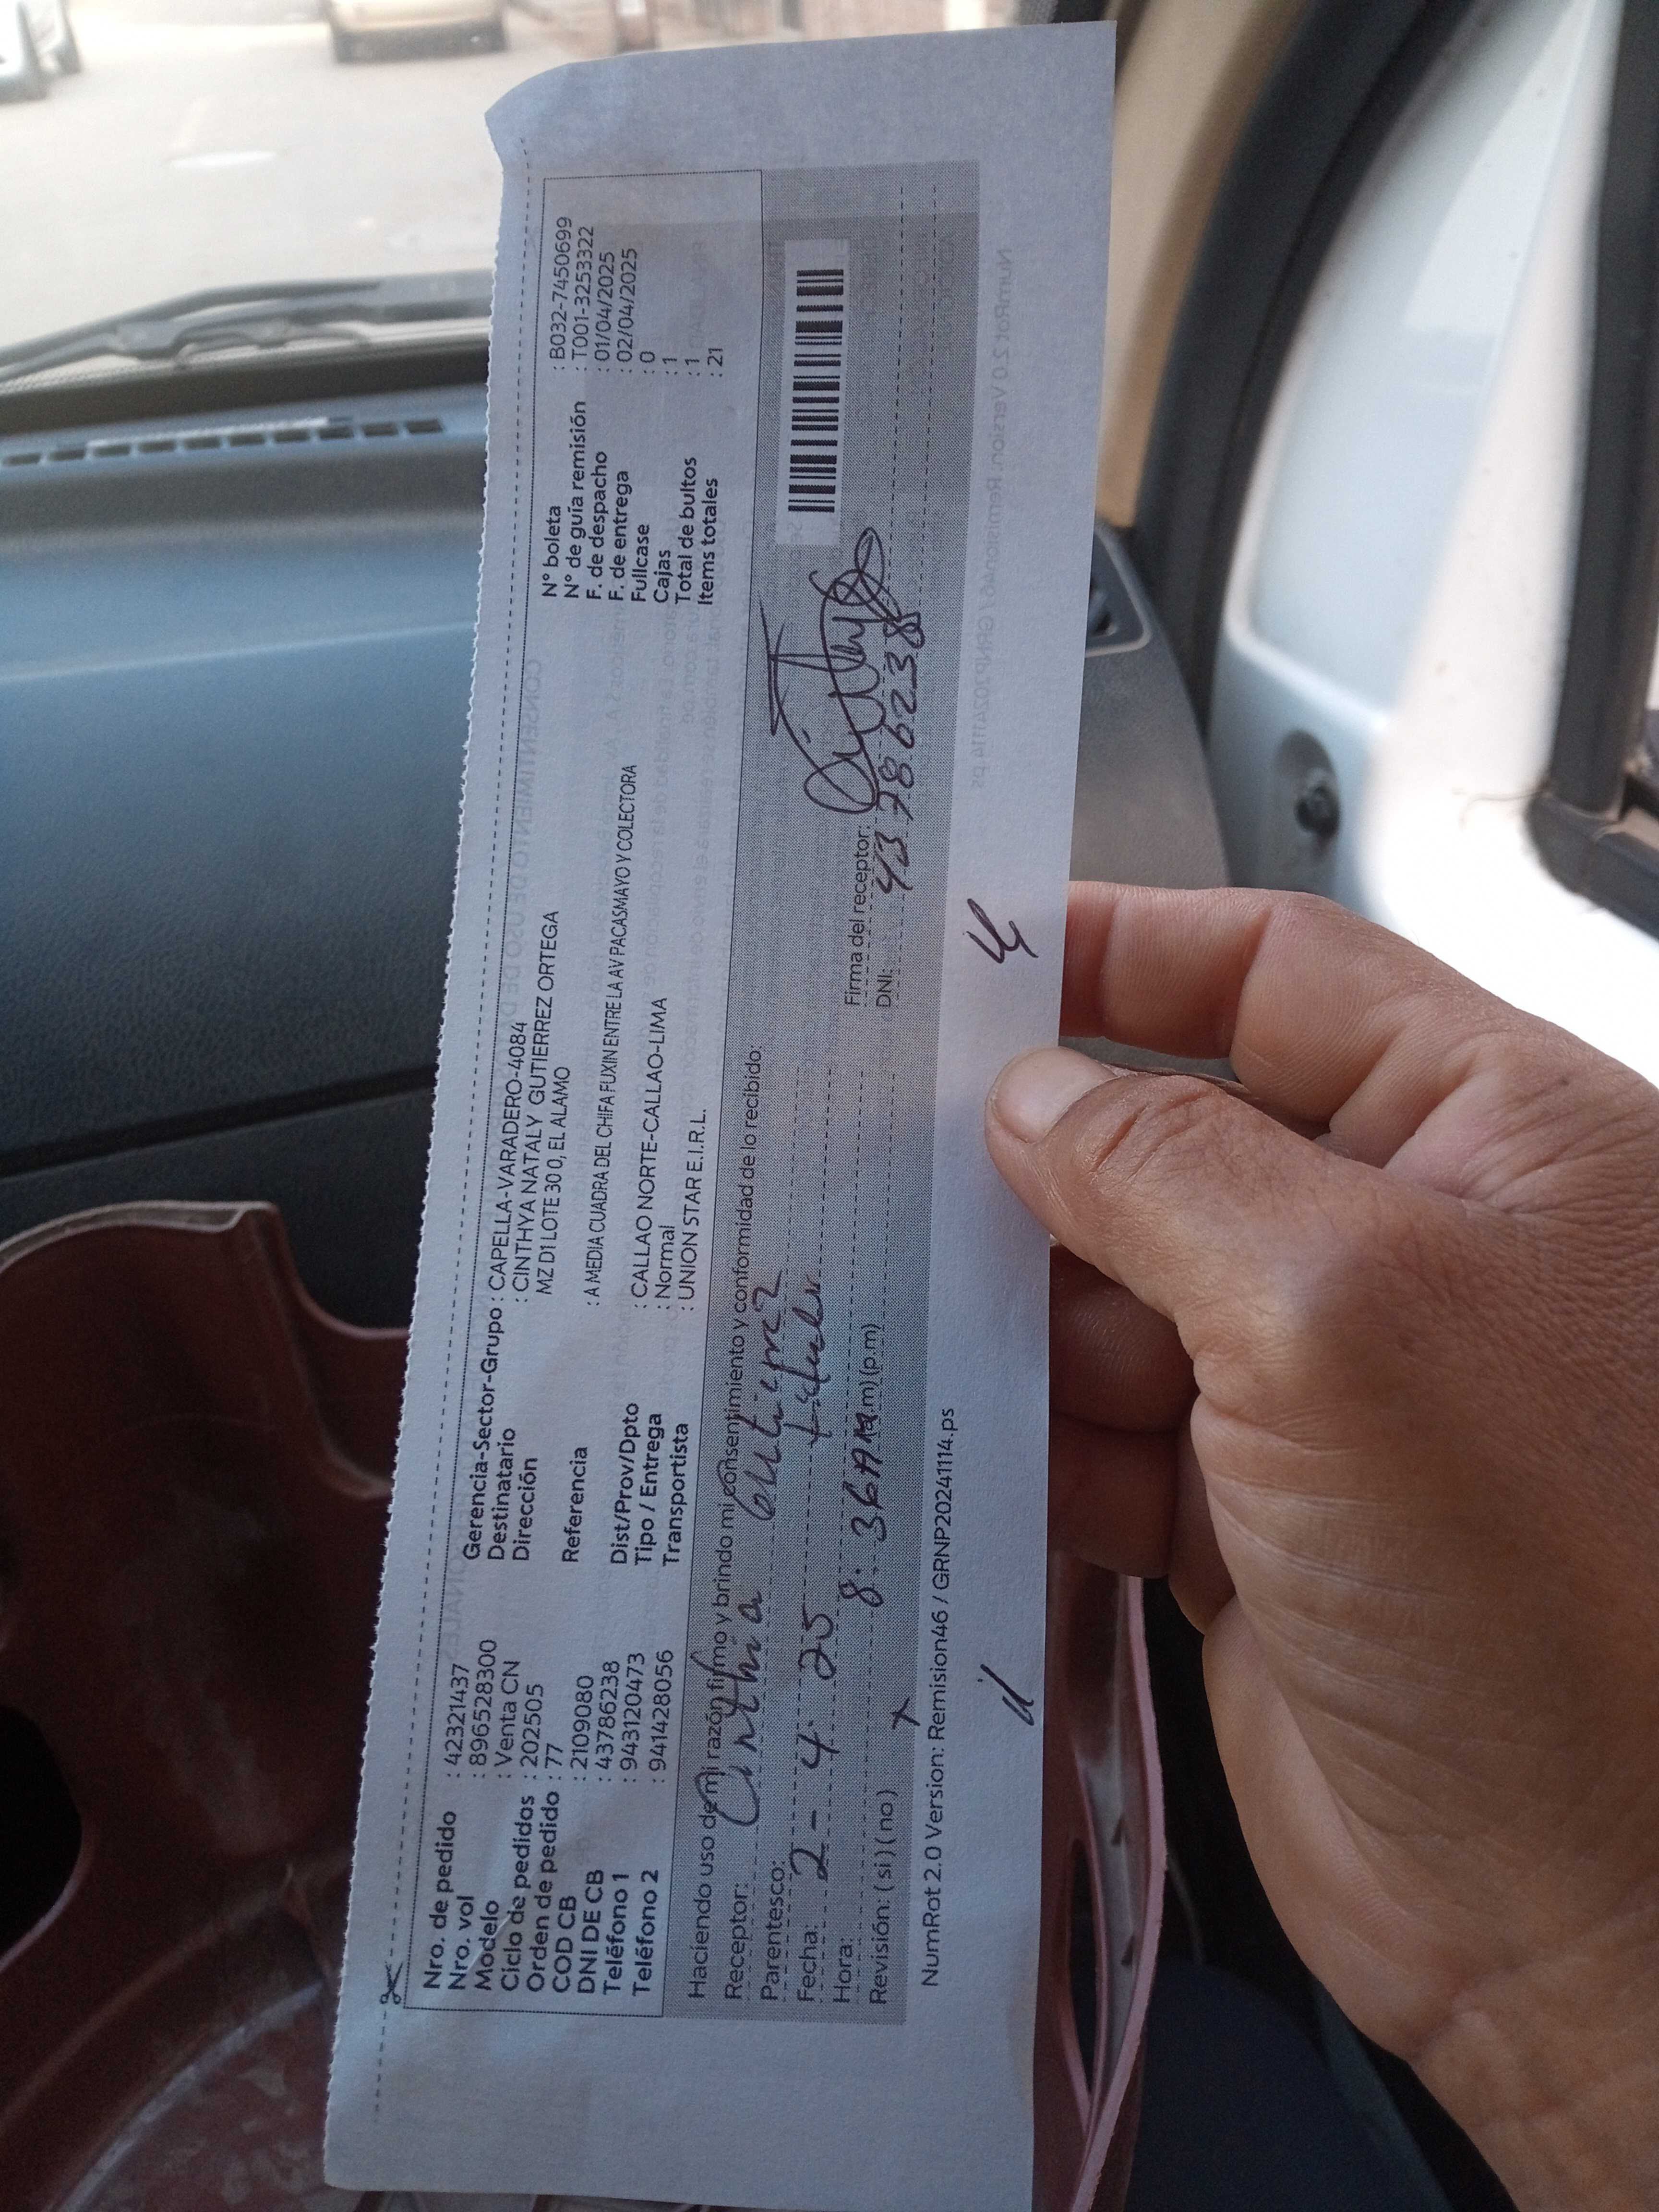 Nro. de pedido : 42321437
Nro. vol : 8965283​00
Modelo : Venta CN
Ciclo de pedidos : 202505
Orden de pedido : 77
COD CB : 2109080
DNI DE CB : 43786238
Teléfono 1 : 943120473
Teléfono 2 : 941428056
Gerencia-Sector-Grupo : CAPELLA-VARADERO-4084
Destinatario : CINTHYA NATALY GUTIERREZ ORTEGA
Dirección MZ D1 LOTE 30 0, EL ALAMO
Referencia : A MEDIA CUADRA DEL CHIFA FUXIN ENTRE LA AV PACASMAYO Y COLECTORA
Dist/Prov/Dpto : CALLAO NORTE-CALLAO-LIMA
Tipo / Entrega : Normal
Transportista : UNION STAR E.I.R.L.
N° boleta : B032-7450699
N° de guía remisión : T001-3253322
F. de despacho : 01/04/2025
F. de entrega : 02/04/2025
Fullcase : 0
Cajas : 1
Total de bultos : 1
Items totales : 21
Haciendo uso de mi razón firmo y brindo mi consentimiento y conformidad de lo recibido:
Receptor: Cinthia Gutierrez
Parentesco: titular
Fecha: 2-4-25
Hora: 8:36AM (a.m) (p.m)
Revisión: ( si ) ( no ) x
Firma del receptor:
DNI: 43786238
NumRot 2.0 Version: Remision46 / GRNP20241114.ps